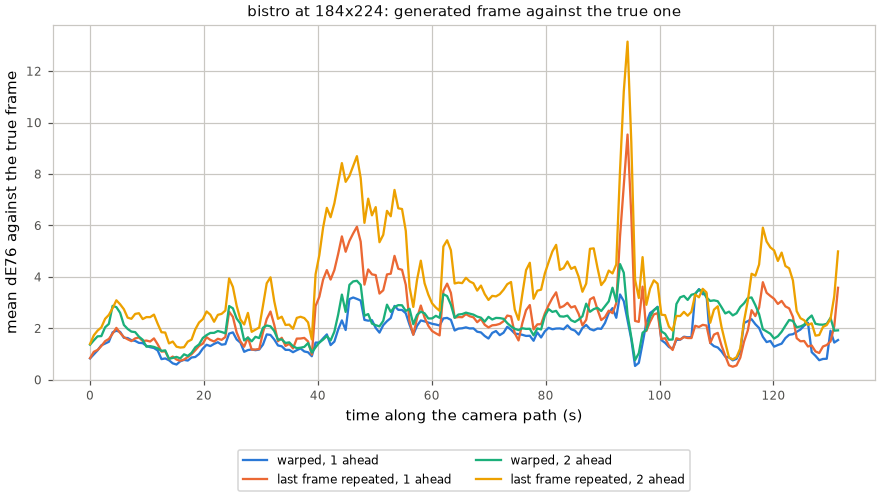 bistro at 184x224: generated frame against the true one
mean dE76 against the true frame
12
10
8
6
4
2
0
0 20 40 60 80 100 120
time along the camera path (s)
warped, 1 ahead
last frame repeated, 1 ahead
warped, 2 ahead
last frame repeated, 2 ahead